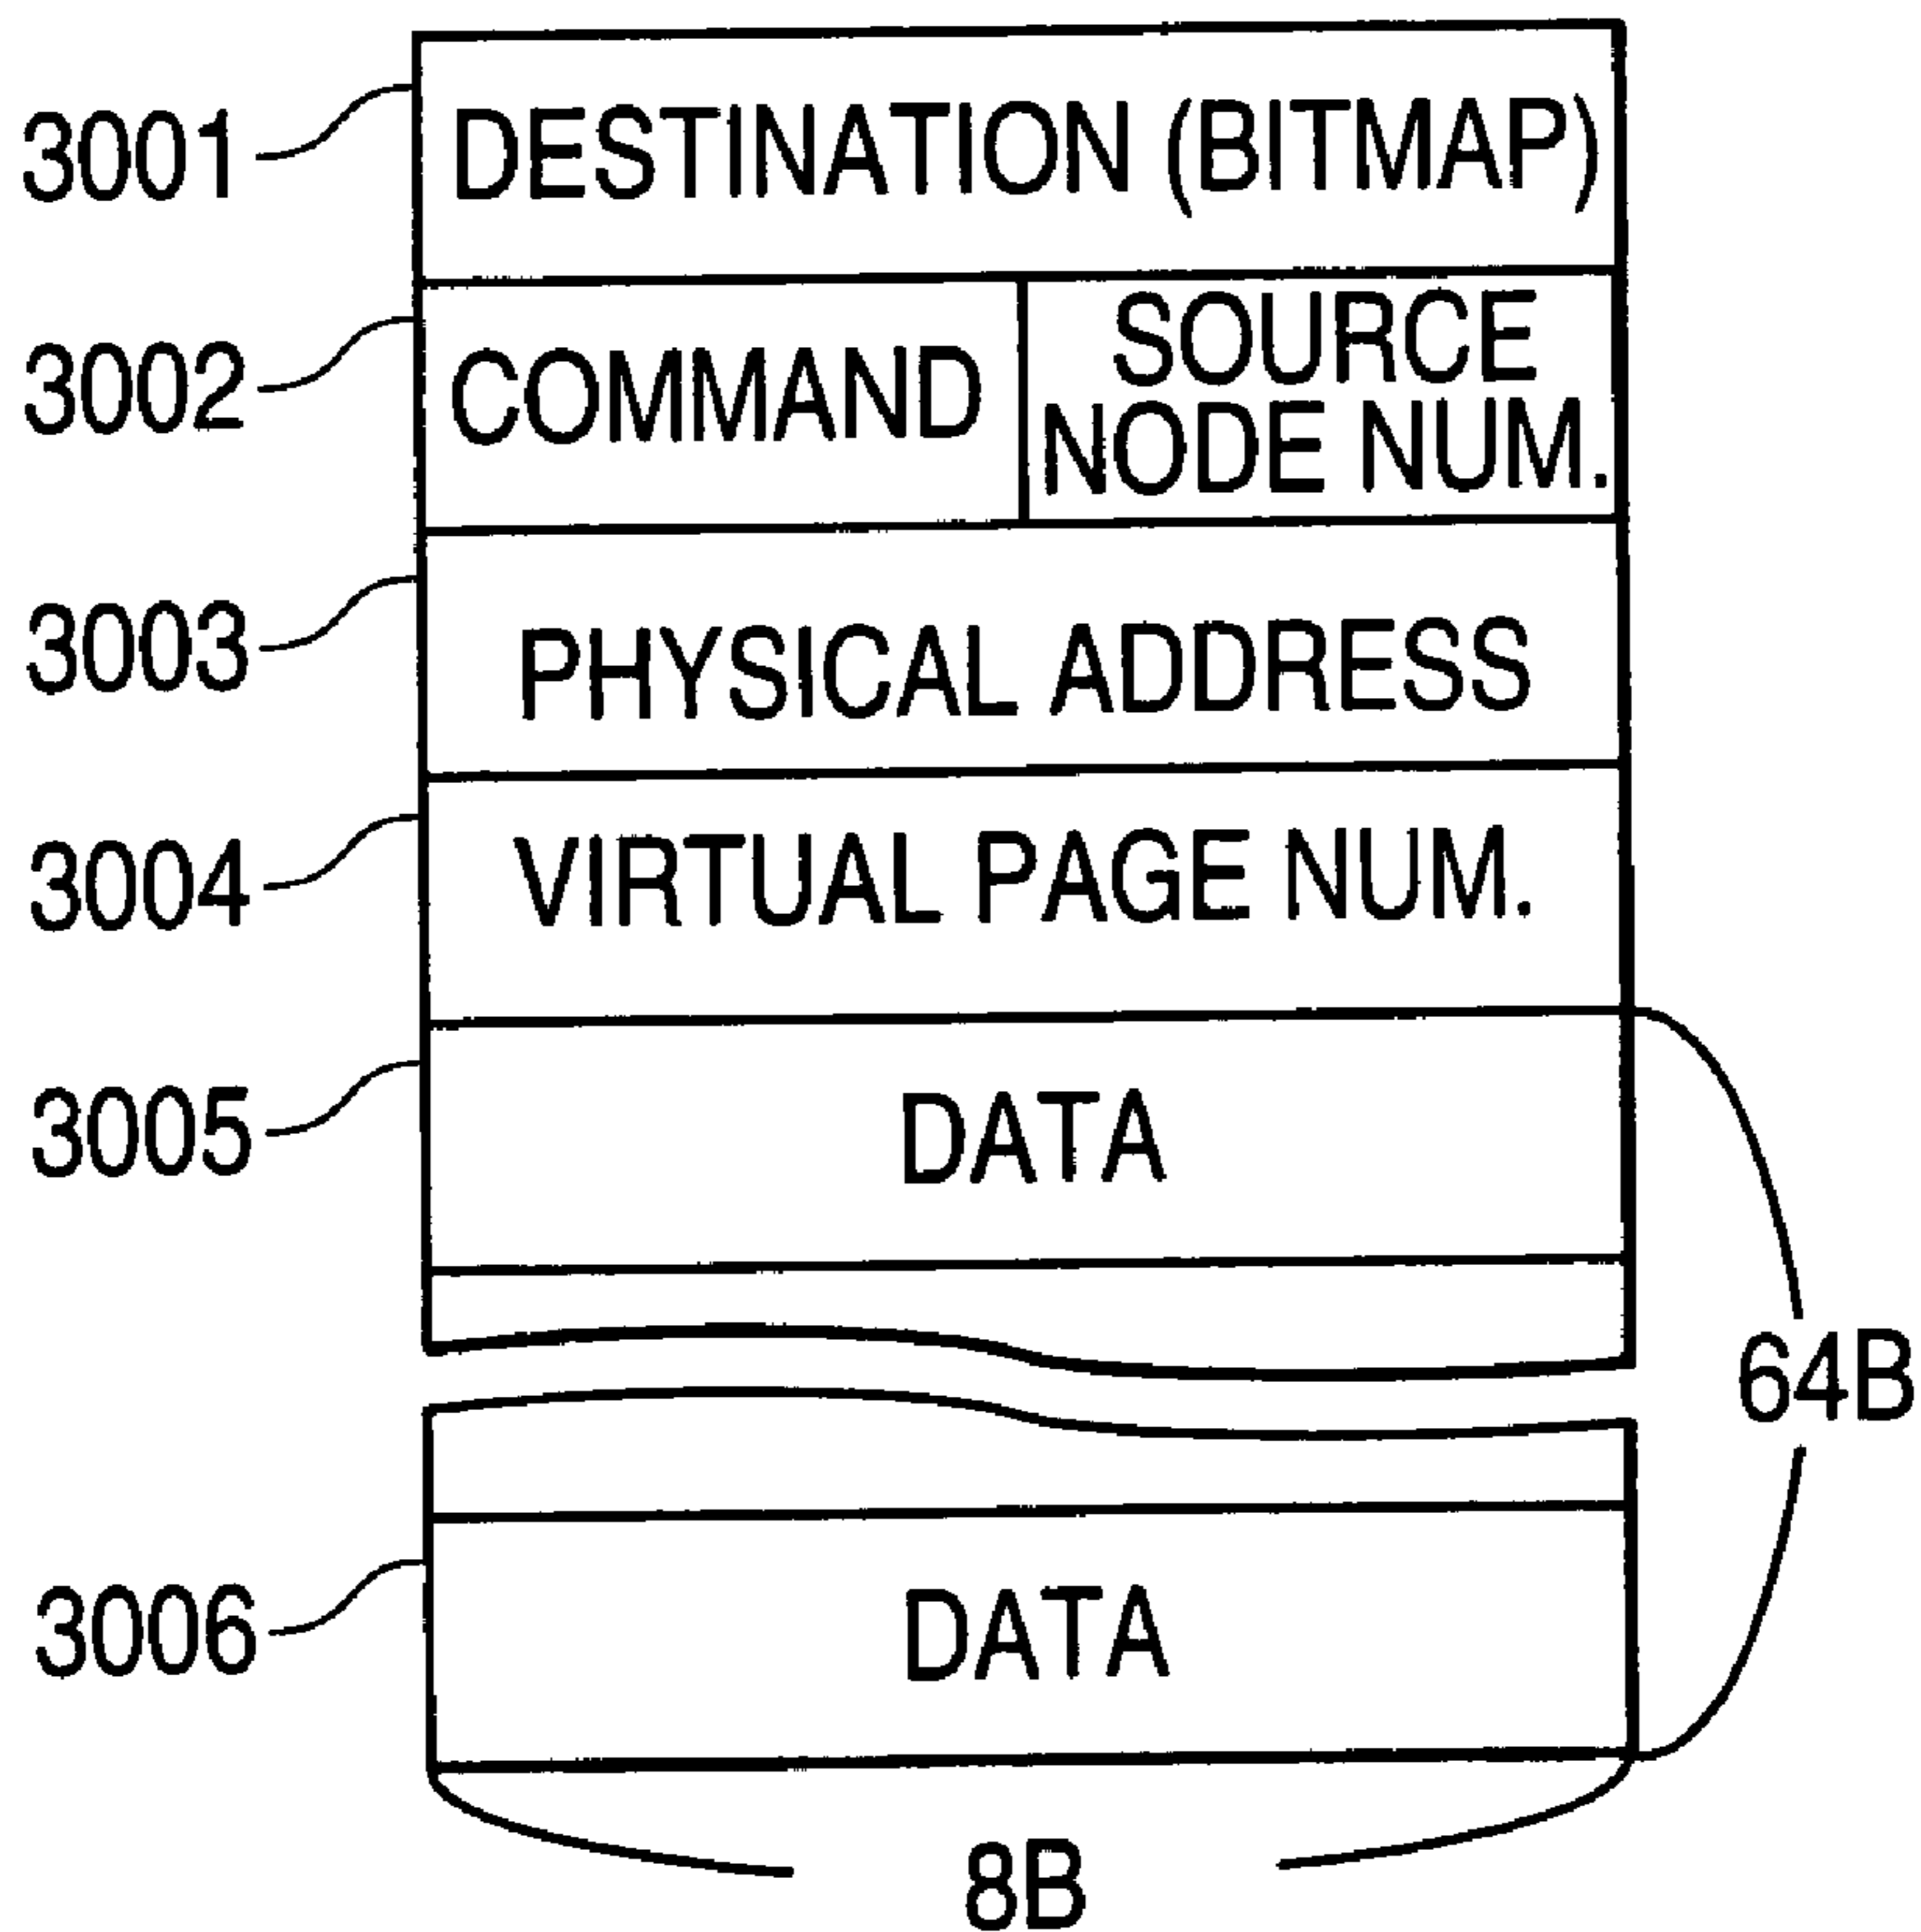 3001 DESTINATION (BITMAP)
3002 COMMAND SOURCE
NODE NUM.
3003 PHYSICAL ADDRESS
3004 VIRTUAL PAGE NUM.
3005 DATA
64B
3006 DATA
8B